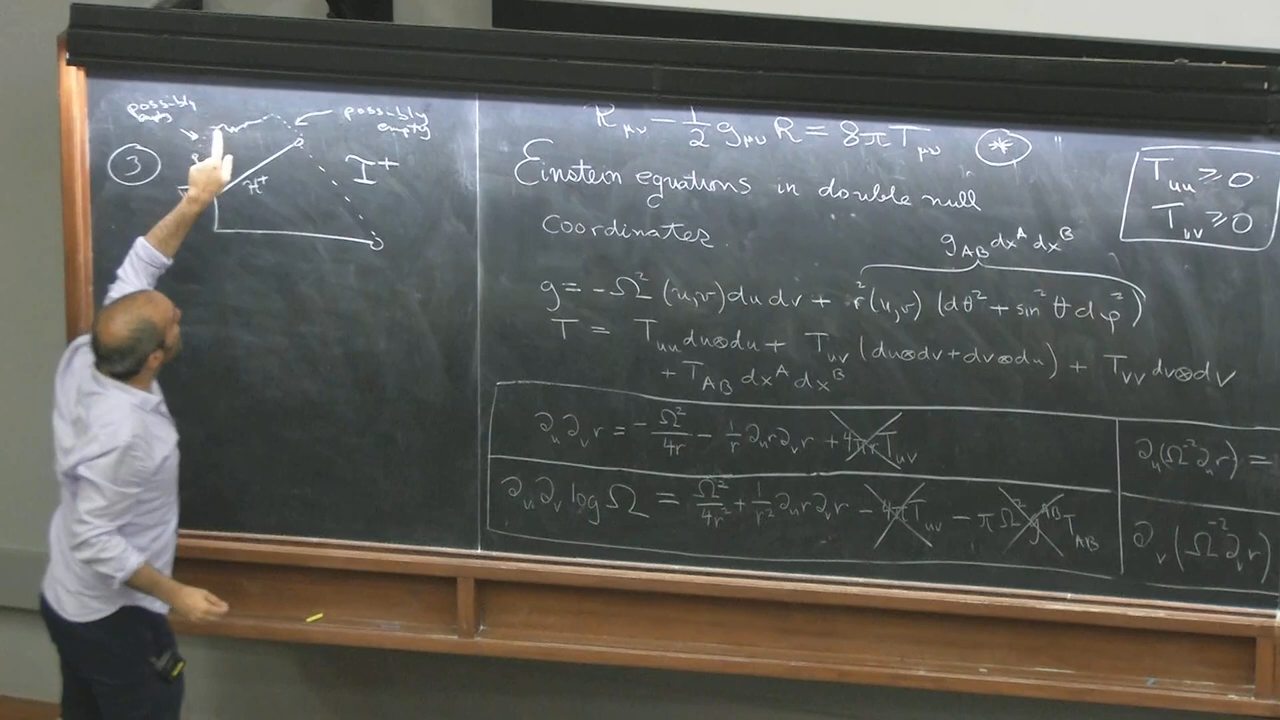 possibly
empty
possibly
empty
③
H⁺
I⁺
R_μν − ½ g_μν R = 8π T_μν (*)
T_uu ≥ 0
T_vv ≥ 0
Einstein equations in double null
coordinates.
g_AB dx^A dx^B
g = −Ω² (u,v) du dv + r²(u,v) (dθ² + sin²θ dφ²)
T = T_uu du⊗du + T_uv (du⊗dv + dv⊗du) + T_vv dv⊗dv
+ T_AB dx^A dx^B
∂_u ∂_v r = −Ω²/4r − 1/r ∂_u r ∂_v r + 4πr T_uv
∂_u(Ω⁻²∂_u r) =
∂_u ∂_v log Ω = Ω²/4r² + 1/r² ∂_u r ∂_v r − 4π T_uv − πΩ² g^AB T_AB
∂_v(Ω⁻²∂_v r)